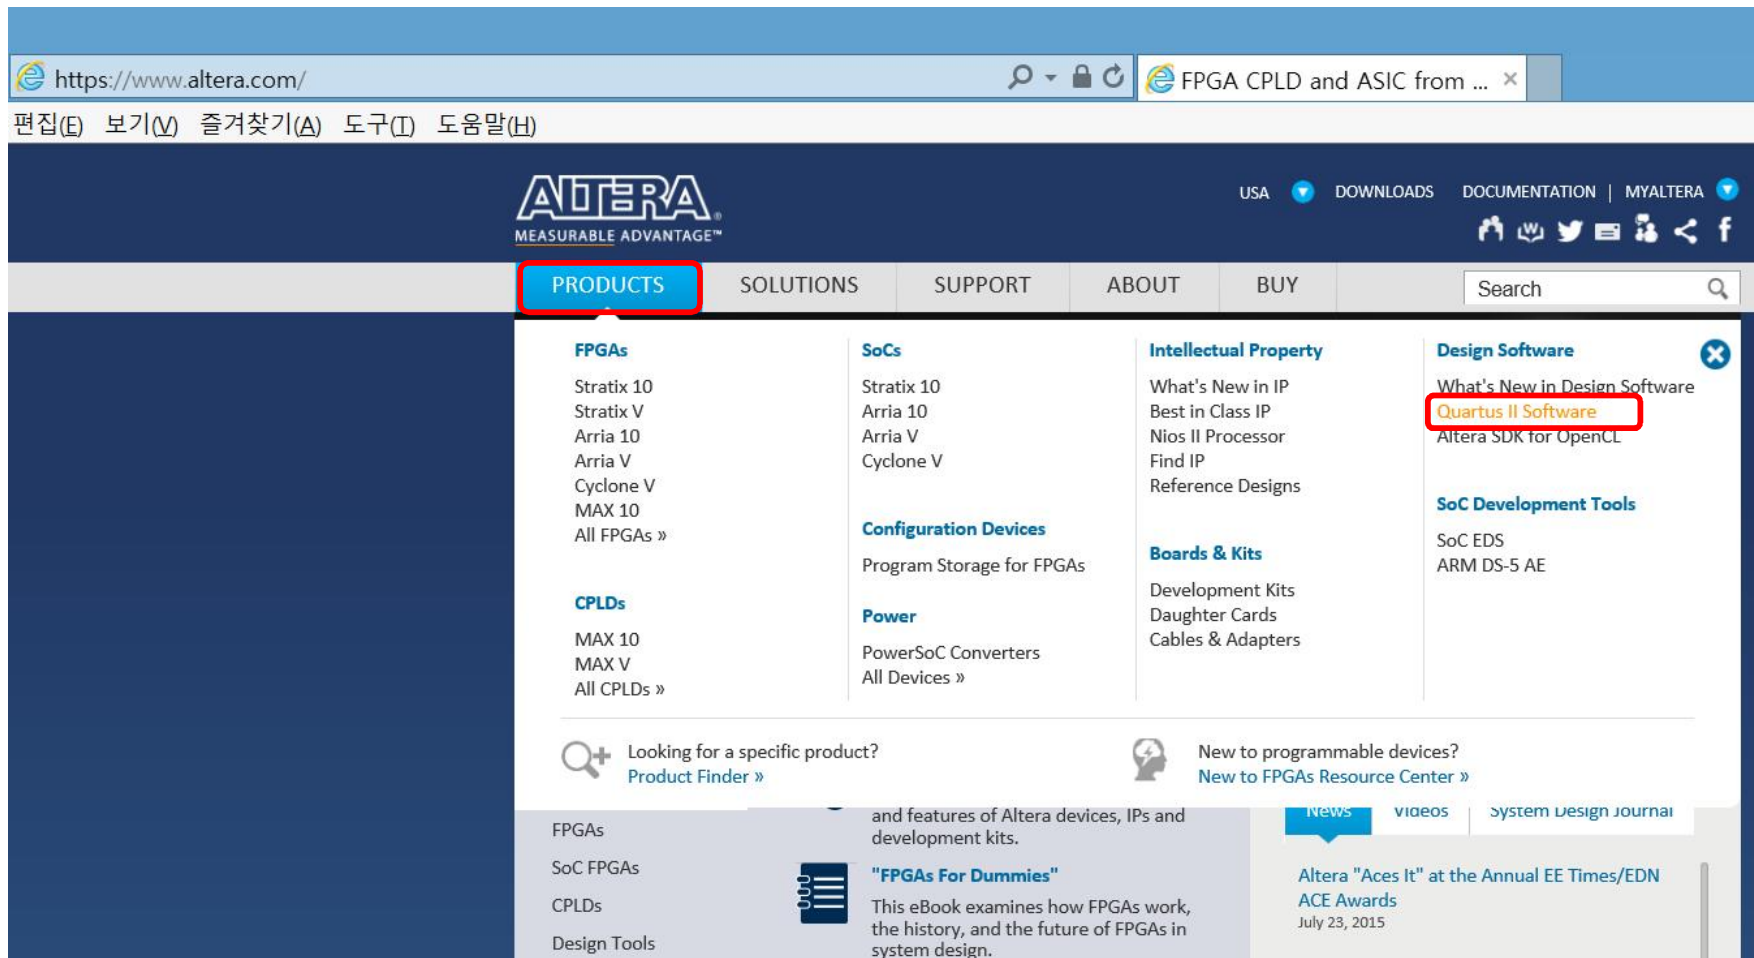 https://www.altera.com/
FPGA CPLD and ASIC from ...
편집(E) 보기(V) 즐겨찾기(A) 도구(T) 도움말(H)
ALTERA
MEASURABLE ADVANTAGE™
USA DOWNLOADS DOCUMENTATION | MYALTERA
PRODUCTS SOLUTIONS SUPPORT ABOUT BUY Search
FPGAs
Stratix 10
Stratix V
Arria 10
Arria V
Cyclone V
MAX 10
All FPGAs »
CPLDs
MAX 10
MAX V
All CPLDs »
SoCs
Stratix 10
Arria 10
Arria V
Cyclone V
Configuration Devices
Program Storage for FPGAs
Power
PowerSoC Converters
All Devices »
Intellectual Property
What's New in IP
Best in Class IP
Nios II Processor
Find IP
Reference Designs
Boards & Kits
Development Kits
Daughter Cards
Cables & Adapters
Design Software
What's New in Design Software
Quartus II Software
Altera SDK for OpenCL
SoC Development Tools
SoC EDS
ARM DS-5 AE
Looking for a specific product?
Product Finder »
New to programmable devices?
New to FPGAs Resource Center »
FPGAs
SoC FPGAs
CPLDs
Design Tools
and features of Altera devices, IPs and
development kits.
"FPGAs For Dummies"
This eBook examines how FPGAs work,
the history, and the future of FPGAs in
system design.
News Videos System Design Journal
Altera "Aces It" at the Annual EE Times/EDN
ACE Awards
July 23, 2015